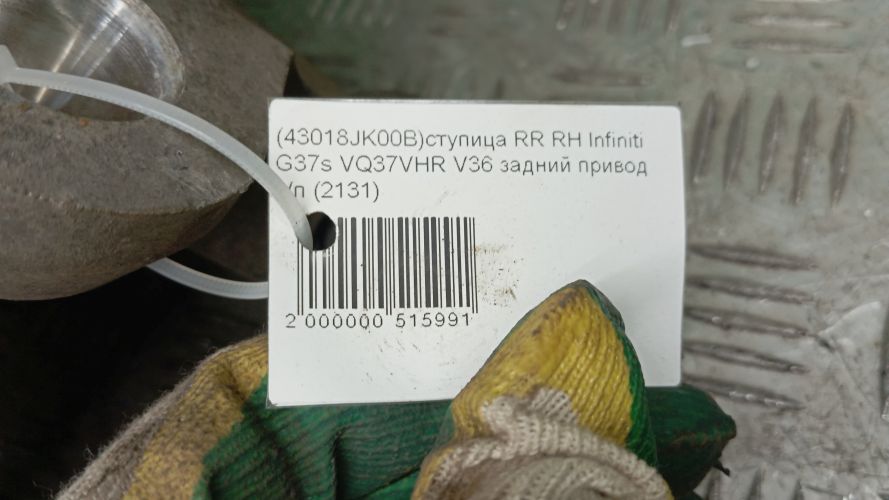 (43018JK00B)ступица RR RH Infiniti
G37s VQ37VHR V36 задний привод
/п (2131)
2 000000 515991